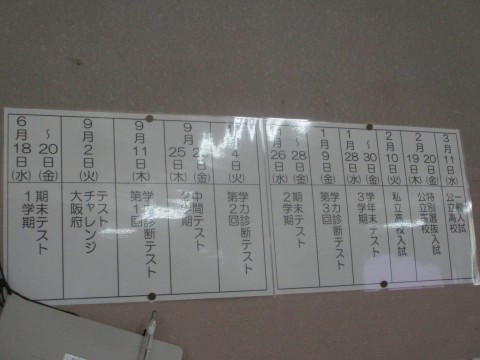 6月18日(水)
～20日(金)
1学期
期末テスト
9月2日(火)
大阪府
チャレンジ
テスト
9月11日(木)
第1回
学力診断テスト
9月
25日(木)
日(金)
学期
中間テスト
月4日(火)
第2回
学力診断テスト
月26日(水)
～28日(金)
2学期
期末テスト
1月9日(金)
第3回
学力診断テスト
1月28日(水)
～30日(金)
3学期
学年末テスト
2月10日(火)
私立高校入試
2月19日(木)
20日(金)
公立高校
特別選抜入試
3月11日(水)
公立高校
一般入試